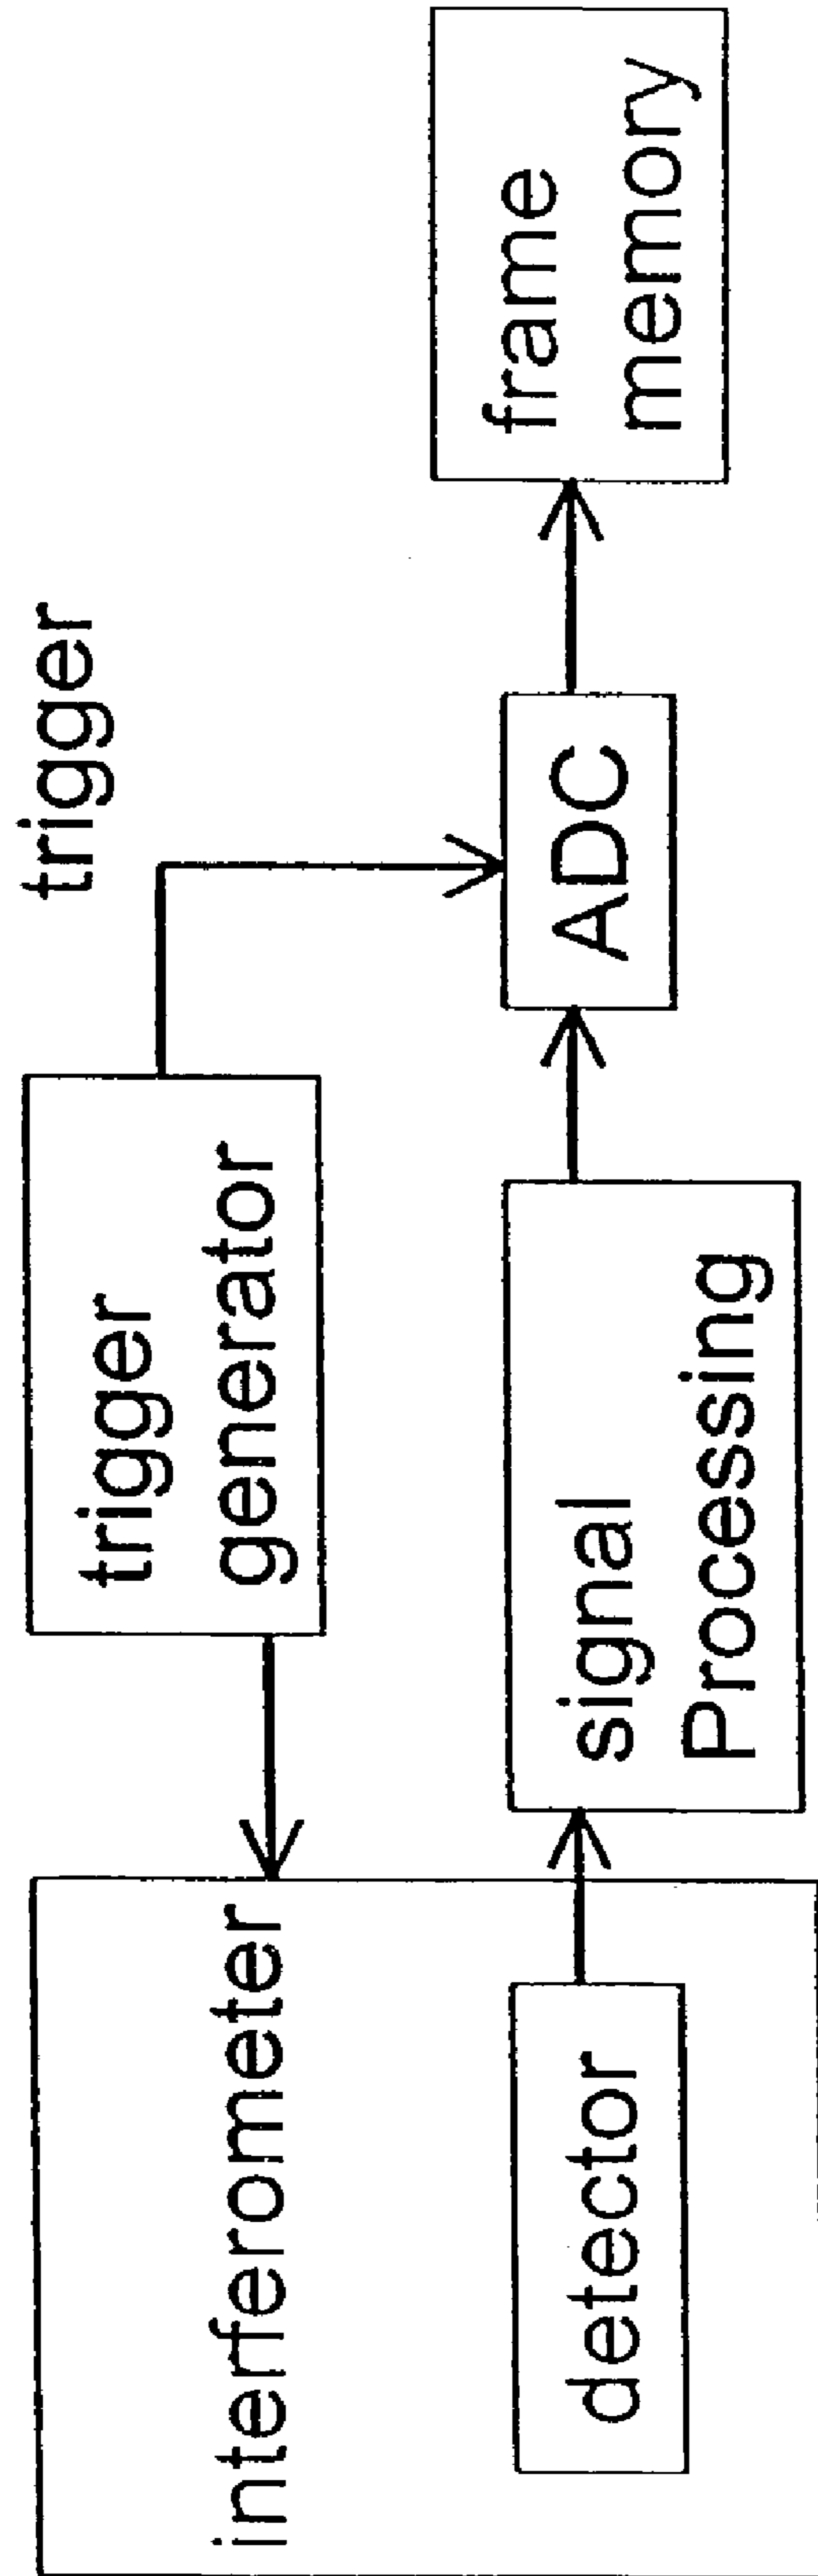 interferometer
detector
trigger
generator
signal
Processing
trigger
ADC
frame
memory